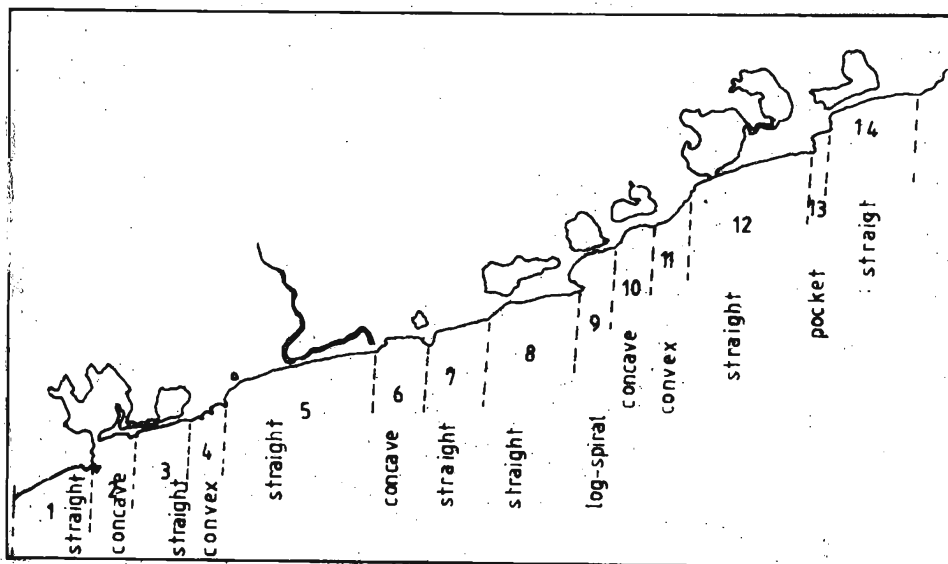 1
straight
concave
2
3
straight
4
convex
5
straight
6
concave
7
straight
8
straight
9
log-spiral
10
concave
11
convex
12
straight
13
pocket
14
straigt